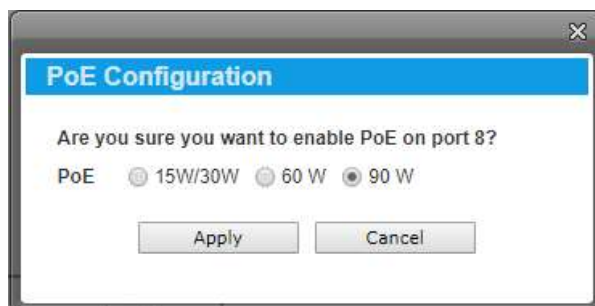 PoE Configuration
Are you sure you want to enable PoE on port 8?
PoE 15W/30W 60 W 90 W
Apply Cancel